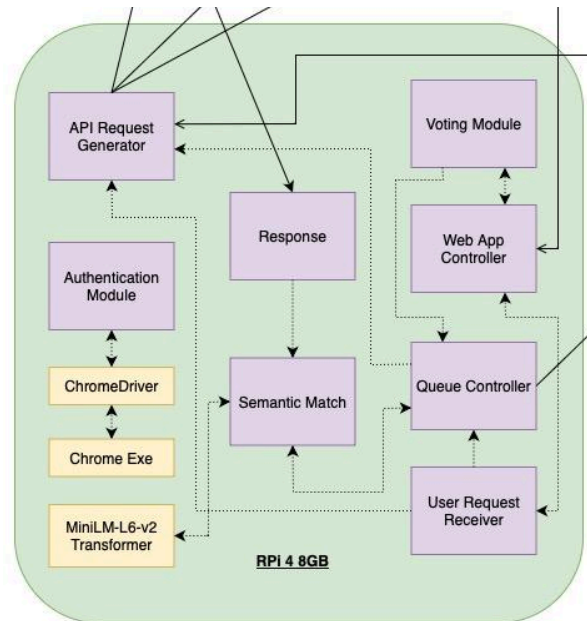 API Request
Generator
Voting Module
Response
Web App
Controller
Authentication
Module
ChromeDriver
Semantic Match
Queue Controller
Chrome Exe
MiniLM-L6-v2
Transformer
User Request
Receiver
RPi 4 8GB